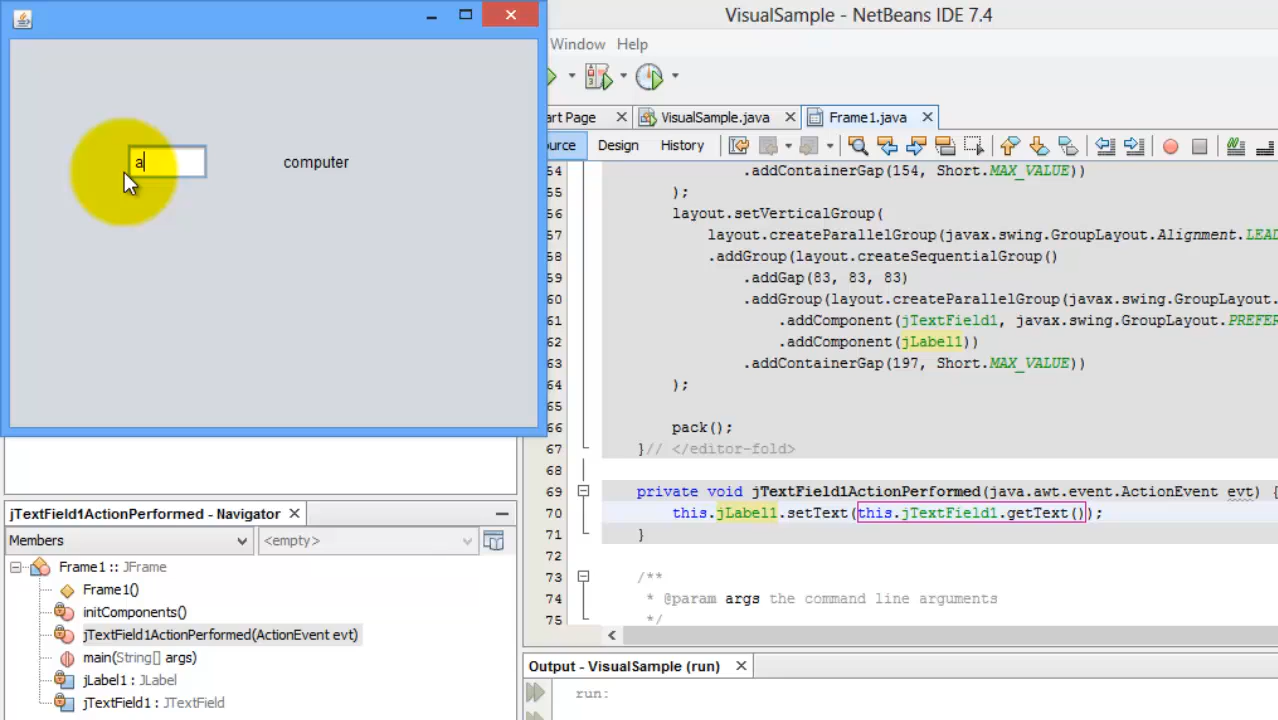 VisualSample - NetBeans IDE 7.4
Window Help
art Page
VisualSample.java
Frame1.java
ource
Design
History
a
computer
54 .addContainerGap(154, Short.MAX_VALUE))
55 );
56 layout.setVerticalGroup(
57 layout.createParallelGroup(javax.swing.GroupLayout.Alignment.LEAD
58 .addGroup(layout.createSequentialGroup()
59 .addGap(83, 83, 83)
60 .addGroup(layout.createParallelGroup(javax.swing.GroupLayout.
61 .addComponent(jTextField1, javax.swing.GroupLayout.PREFER
62 .addComponent(jLabel1))
63 .addContainerGap(197, Short.MAX_VALUE))
64 );
65
66 pack();
67 }// </editor-fold>
68
69 private void jTextField1ActionPerformed(java.awt.event.ActionEvent evt) {
70 this.jLabel1.setText(this.jTextField1.getText());
71 }
72
73 /**
74 * @param args the command line arguments
75 */
jTextField1ActionPerformed - Navigator
Members
<empty>
Frame1 :: JFrame
Frame1()
initComponents()
jTextField1ActionPerformed(ActionEvent evt)
main(String[] args)
jLabel1 : JLabel
jTextField1 : JTextField
Output - VisualSample (run)
run: